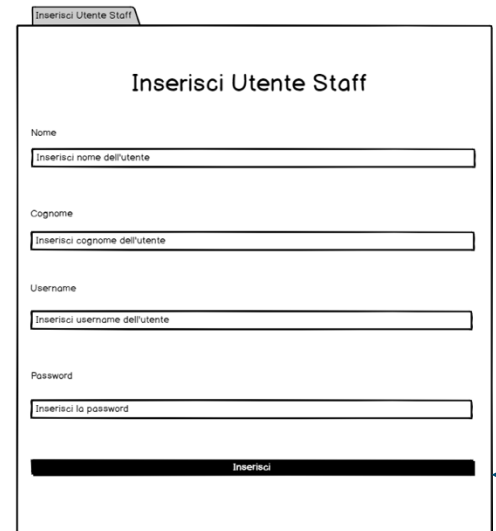 Inserisci Utente Staff
Inserisci Utente Staff
Nome
Inserisci nome dell'utente
Cognome
Inserisci cognome dell'utente
Username
Inserisci username dell'utente
Password
Inserisci la password
Inserisci